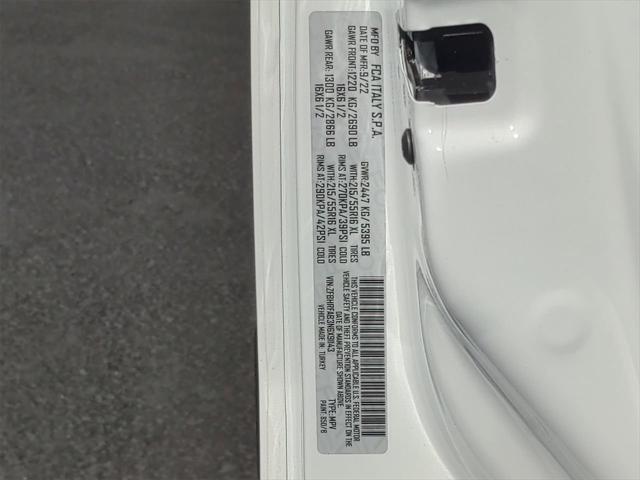 MFD BY FCA ITALY S.P.A.
DATE OF MFR: 9/22 GVWR: 2447 KG/ 5395 LB
GAWR FRONT: 1220 KG/2690 LB WITH: 215/55R16 XL TIRES
16X6 1/2 RIMS AT: 270KPA/39PSI COLD
GAWR REAR: 1300 KG/2866 LB WITH: 215/55R16 XL TIRES
16X6 1/2 RIMS AT: 290KPA/42PSI COLD
THIS VEHICLE CONFORMS TO ALL APPLICABLE U.S. FEDERAL MOTOR
VEHICLE SAFETY AND THEFT PREVENTION STANDARDS IN EFFECT ON THE
DATE OF MANUFACTURE SHOWN ABOVE.
TYPE: MPV
VEHICLE MADE IN: TURKEY